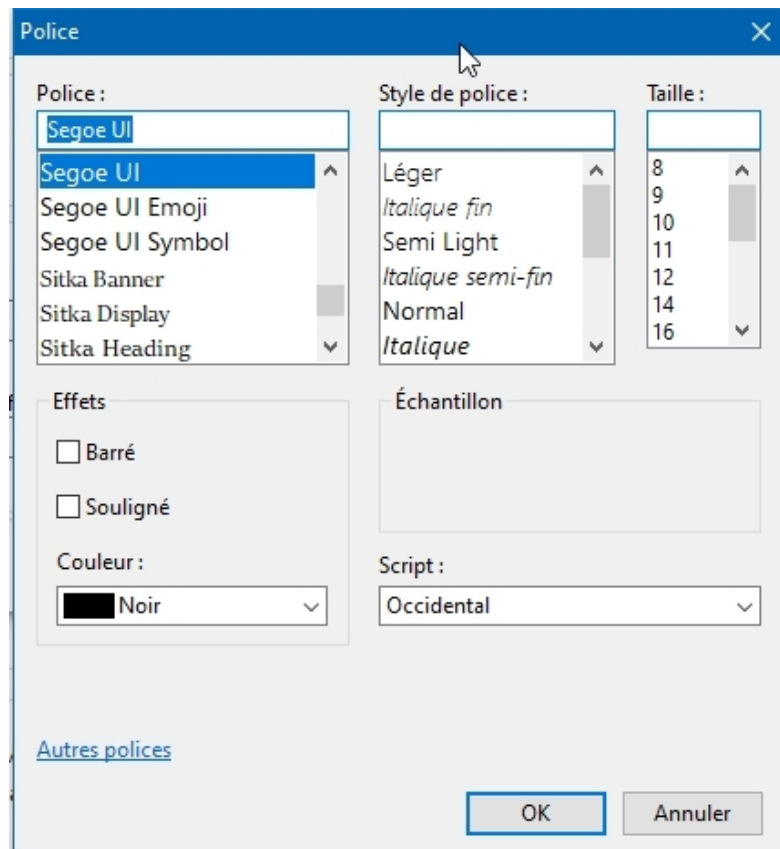 Police
Police :
Segoe UI
Segoe UI
Segoe UI Emoji
Segoe UI Symbol
Sitka Banner
Sitka Display
Sitka Heading
Style de police :
Léger
Italique fin
Semi Light
Italique semi-fin
Normal
Italique
Taille :
8
9
10
11
12
14
16
Effets
Barré
Souligné
Couleur :
Noir
Échantillon
Script :
Occidental
Autres polices
OK
Annuler